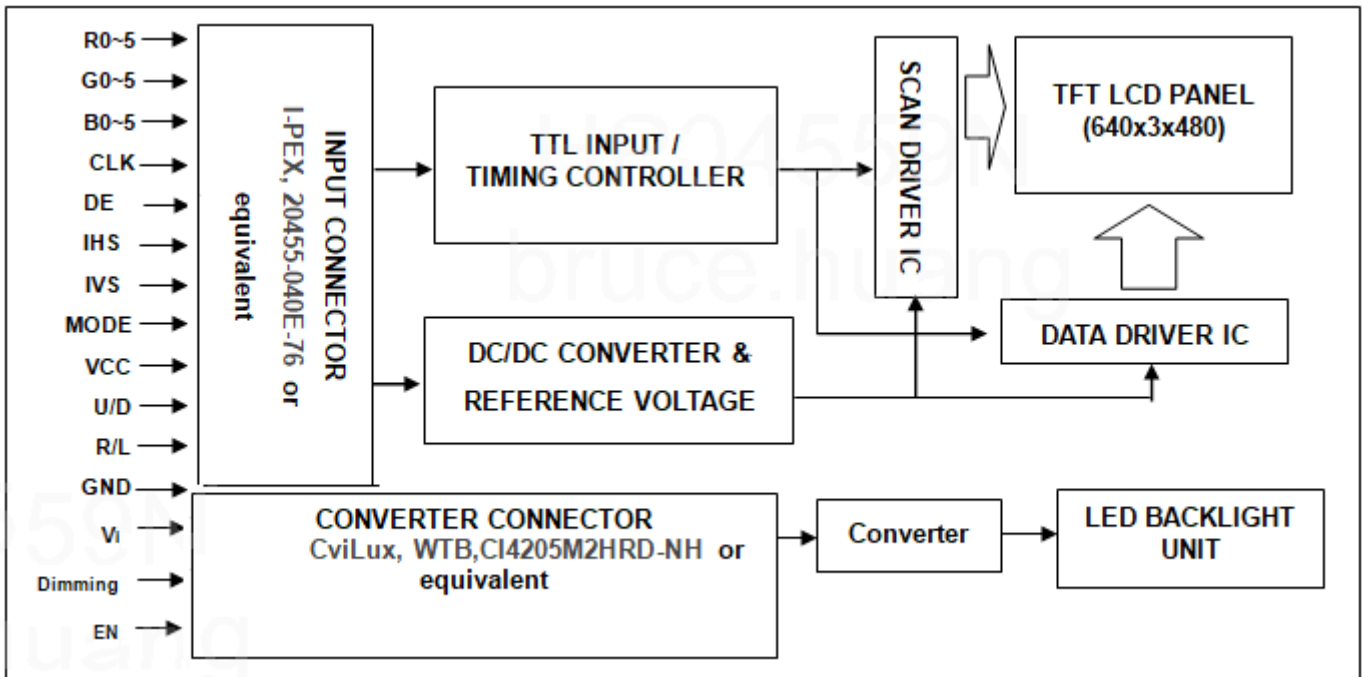 R0~5
G0~5
B0~5
CLK
DE
IHS
IVS
MODE
VCC
U/D
R/L
GND
Vi
Dimming
EN
INPUT CONNECTOR
I-PEX, 20455-040E-76 or
equivalent
TTL INPUT /
TIMING CONTROLLER
DC/DC CONVERTER &
REFERENCE VOLTAGE
SCAN DRIVER IC
TFT LCD PANEL
(640x3x480)
DATA DRIVER IC
CONVERTER CONNECTOR
CviLux, WTB,CI4205M2HRD-NH or
equivalent
Converter
LED BACKLIGHT
UNIT
bruce.huang